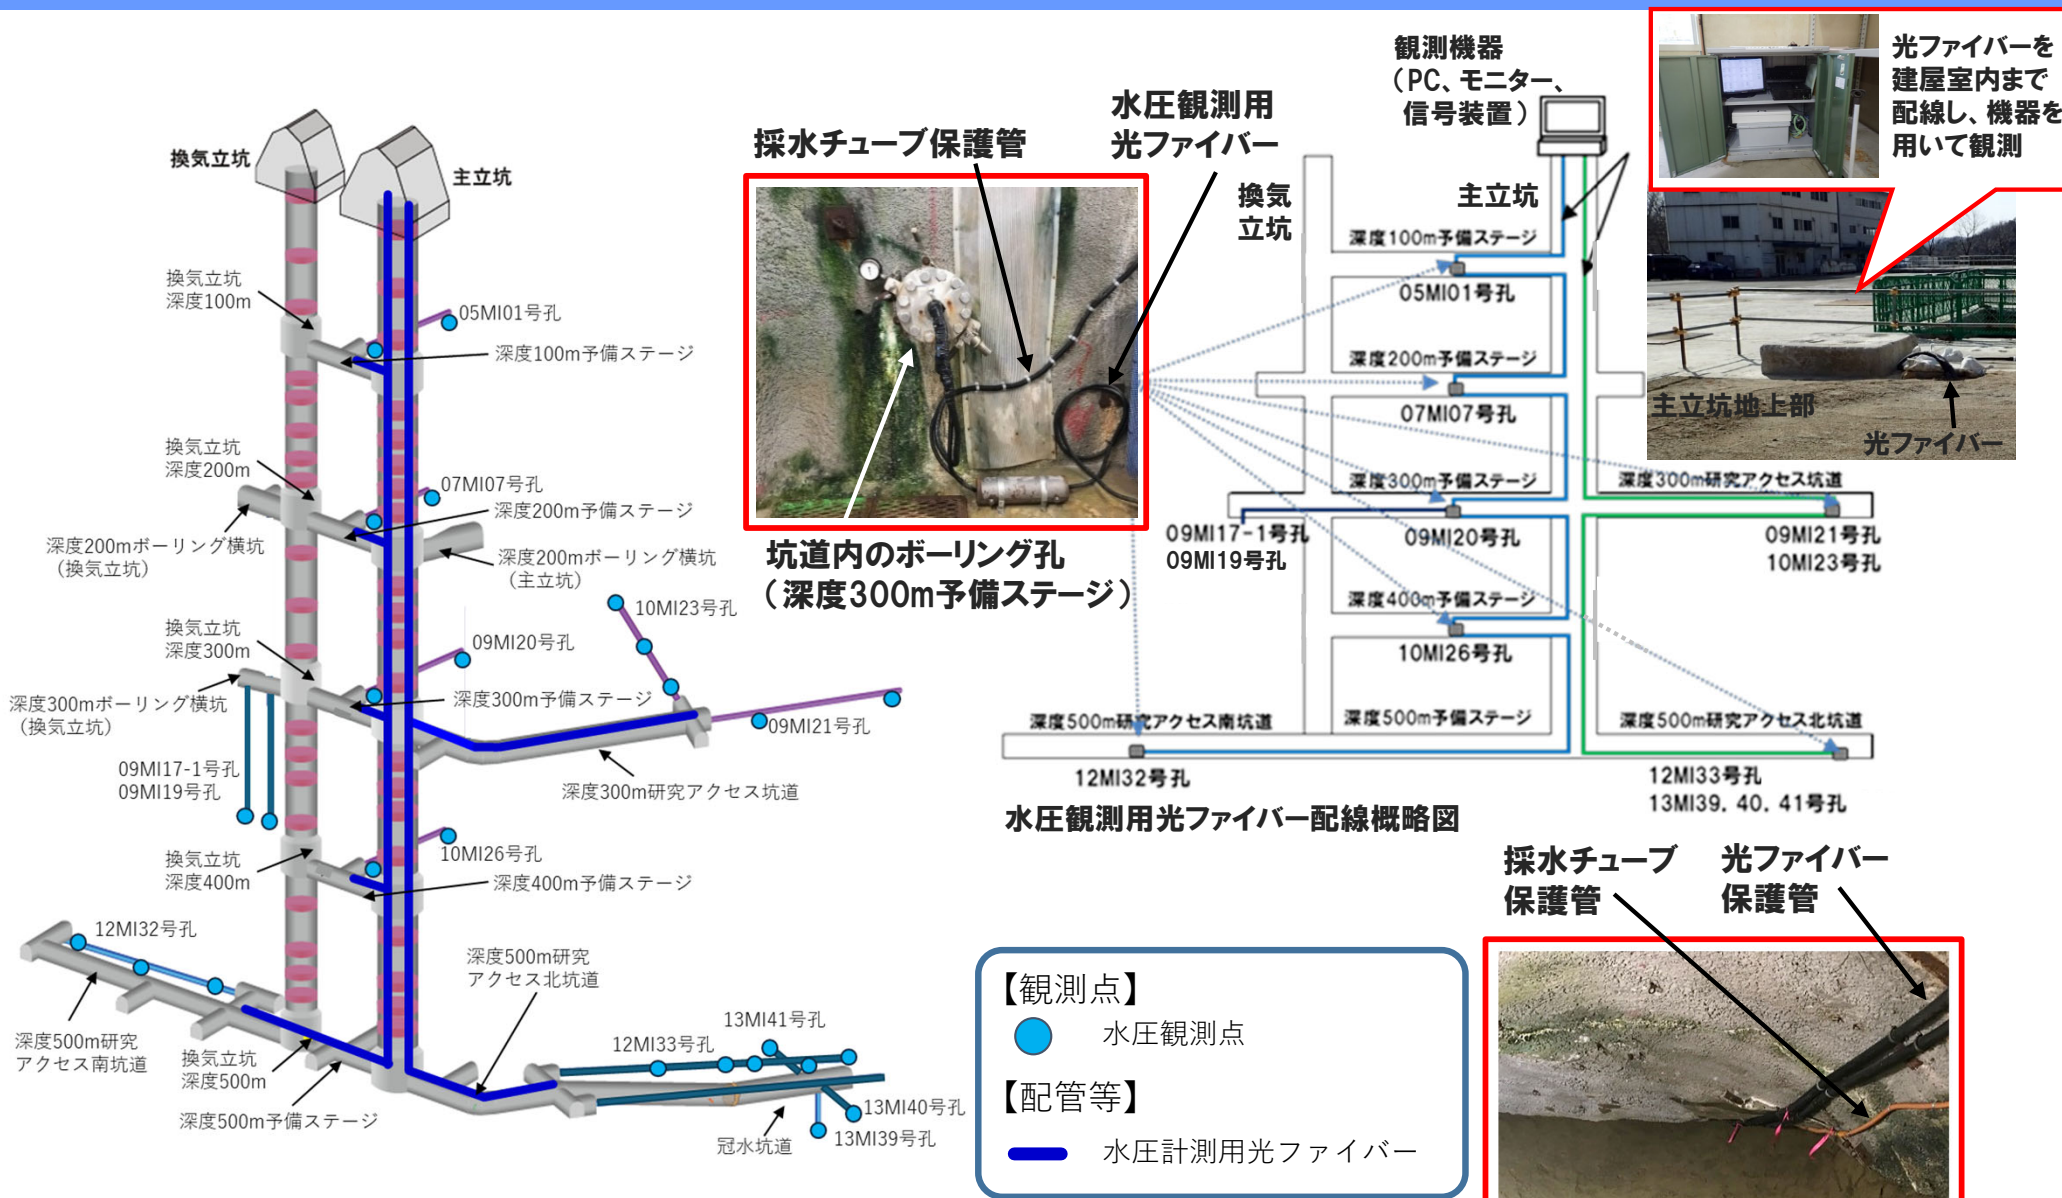 換気立坑
主立坑
換気立坑
深度100m
05MI01号孔
深度100m予備ステージ
換気立坑
深度200m
07MI07号孔
深度200m予備ステージ
深度200mボーリング横坑
（換気立坑）
深度200mボーリング横坑
（主立坑）
10MI23号孔
換気立坑
深度300m
09MI20号孔
深度300mボーリング横坑
（換気立坑）
深度300m予備ステージ
09MI21号孔
09MI17-1号孔
09MI19号孔
深度300m研究アクセス坑道
換気立坑
深度400m
10MI26号孔
深度400m予備ステージ
12MI32号孔
深度500m研究
アクセス北坑道
深度500m研究
アクセス南坑道
換気立坑
深度500m
深度500m予備ステージ
13MI41号孔
12MI33号孔
13MI40号孔
13MI39号孔
冠水坑道
採水チューブ保護管
水圧観測用
光ファイバー
坑道内のボーリング孔
（深度300m予備ステージ）
観測機器
（PC、モニター、
信号装置）
換気
立坑
主立坑
深度100m予備ステージ
05MI01号孔
深度200m予備ステージ
07MI07号孔
深度300m予備ステージ
深度300m研究アクセス坑道
09MI17-1号孔
09MI19号孔
09MI20号孔
09MI21号孔
10MI23号孔
深度400m予備ステージ
10MI26号孔
深度500m研究アクセス南坑道
深度500m予備ステージ
深度500m研究アクセス北坑道
12MI32号孔
12MI33号孔
13MI39. 40. 41号孔
水圧観測用光ファイバー配線概略図
光ファイバーを
建屋室内まで
配線し、機器を
用いて観測
主立坑地上部
光ファイバー
採水チューブ
保護管
光ファイバー
保護管
【観測点】
水圧観測点
【配管等】
水圧計測用光ファイバー